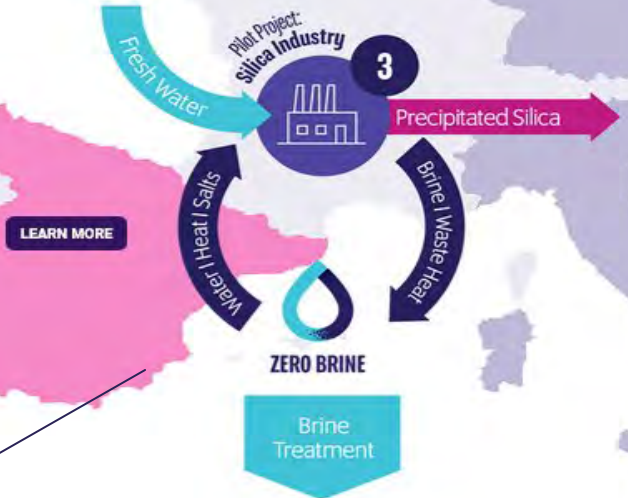 Pilot Project:
Silica Industry
3
Fresh Water
Precipitated Silica
Water | Heat | Salts
Brine | Waste Heat
LEARN MORE
ZERO BRINE
Brine
Treatment